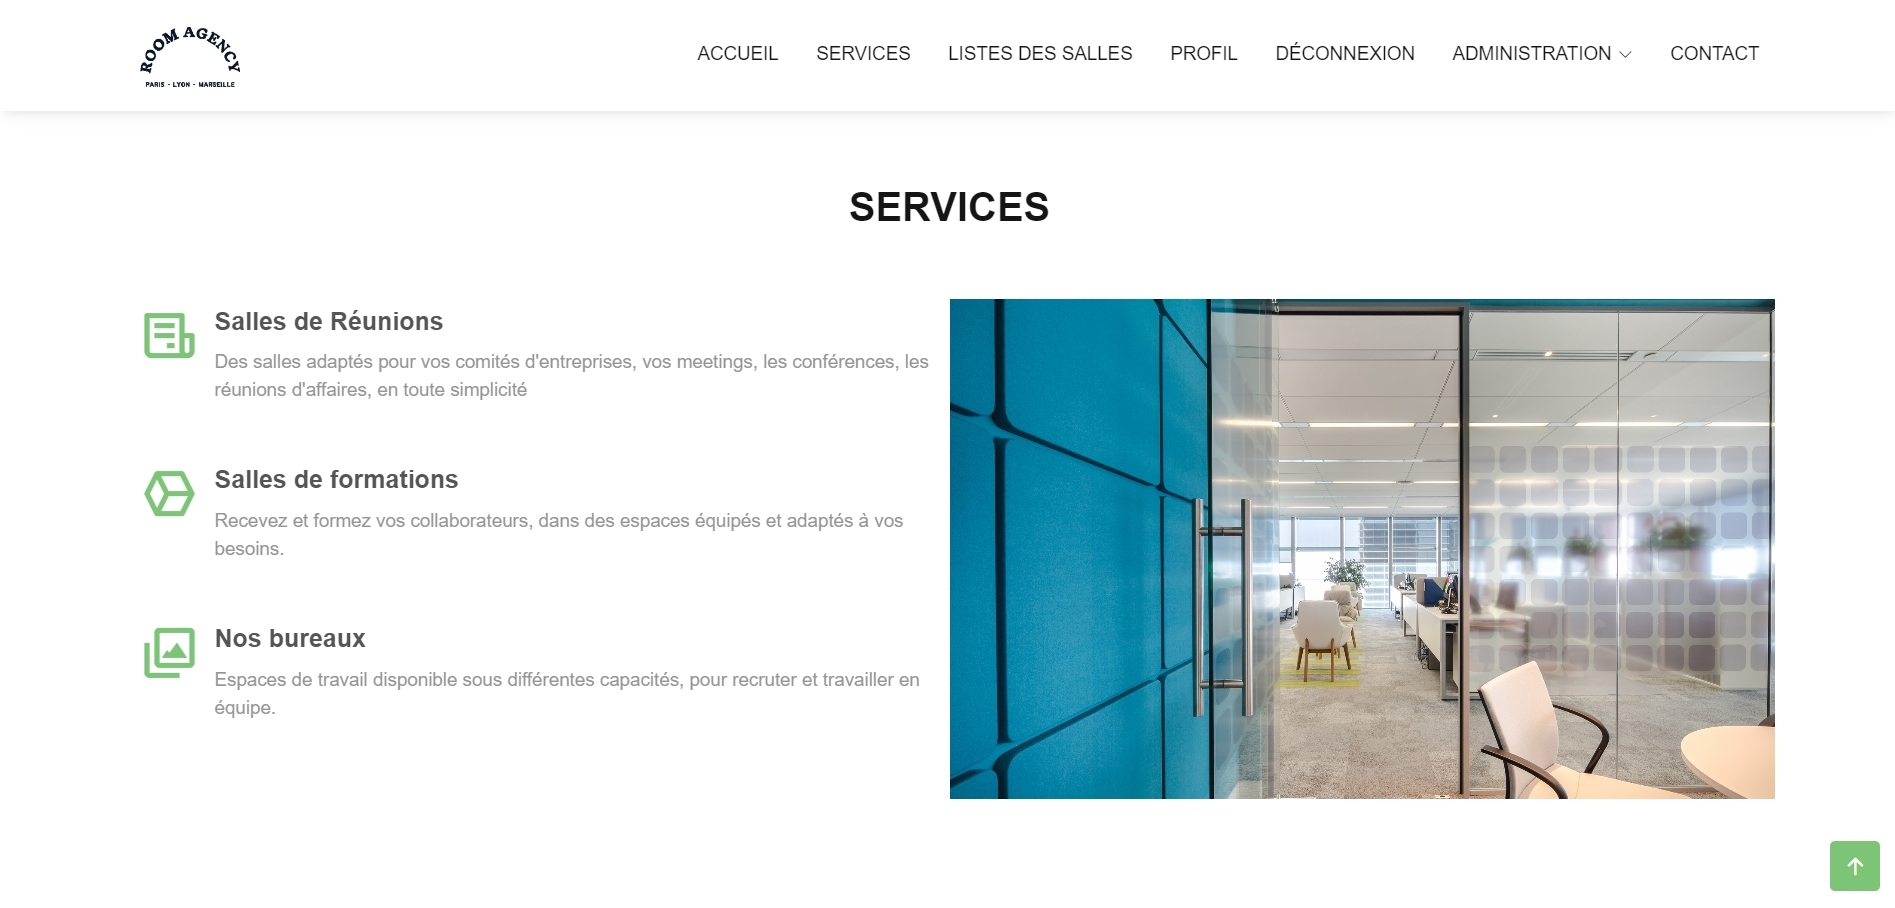 ROOM AGENCY
PARIS - LYON - MARSEILLE
ACCUEIL SERVICES LISTES DES SALLES PROFIL DÉCONNEXION ADMINISTRATION CONTACT
SERVICES
Salles de Réunions
Des salles adaptés pour vos comités d'entreprises, vos meetings, les conférences, les
réunions d'affaires, en toute simplicité
Salles de formations
Recevez et formez vos collaborateurs, dans des espaces équipés et adaptés à vos
besoins.
Nos bureaux
Espaces de travail disponible sous différentes capacités, pour recruter et travailler en
équipe.